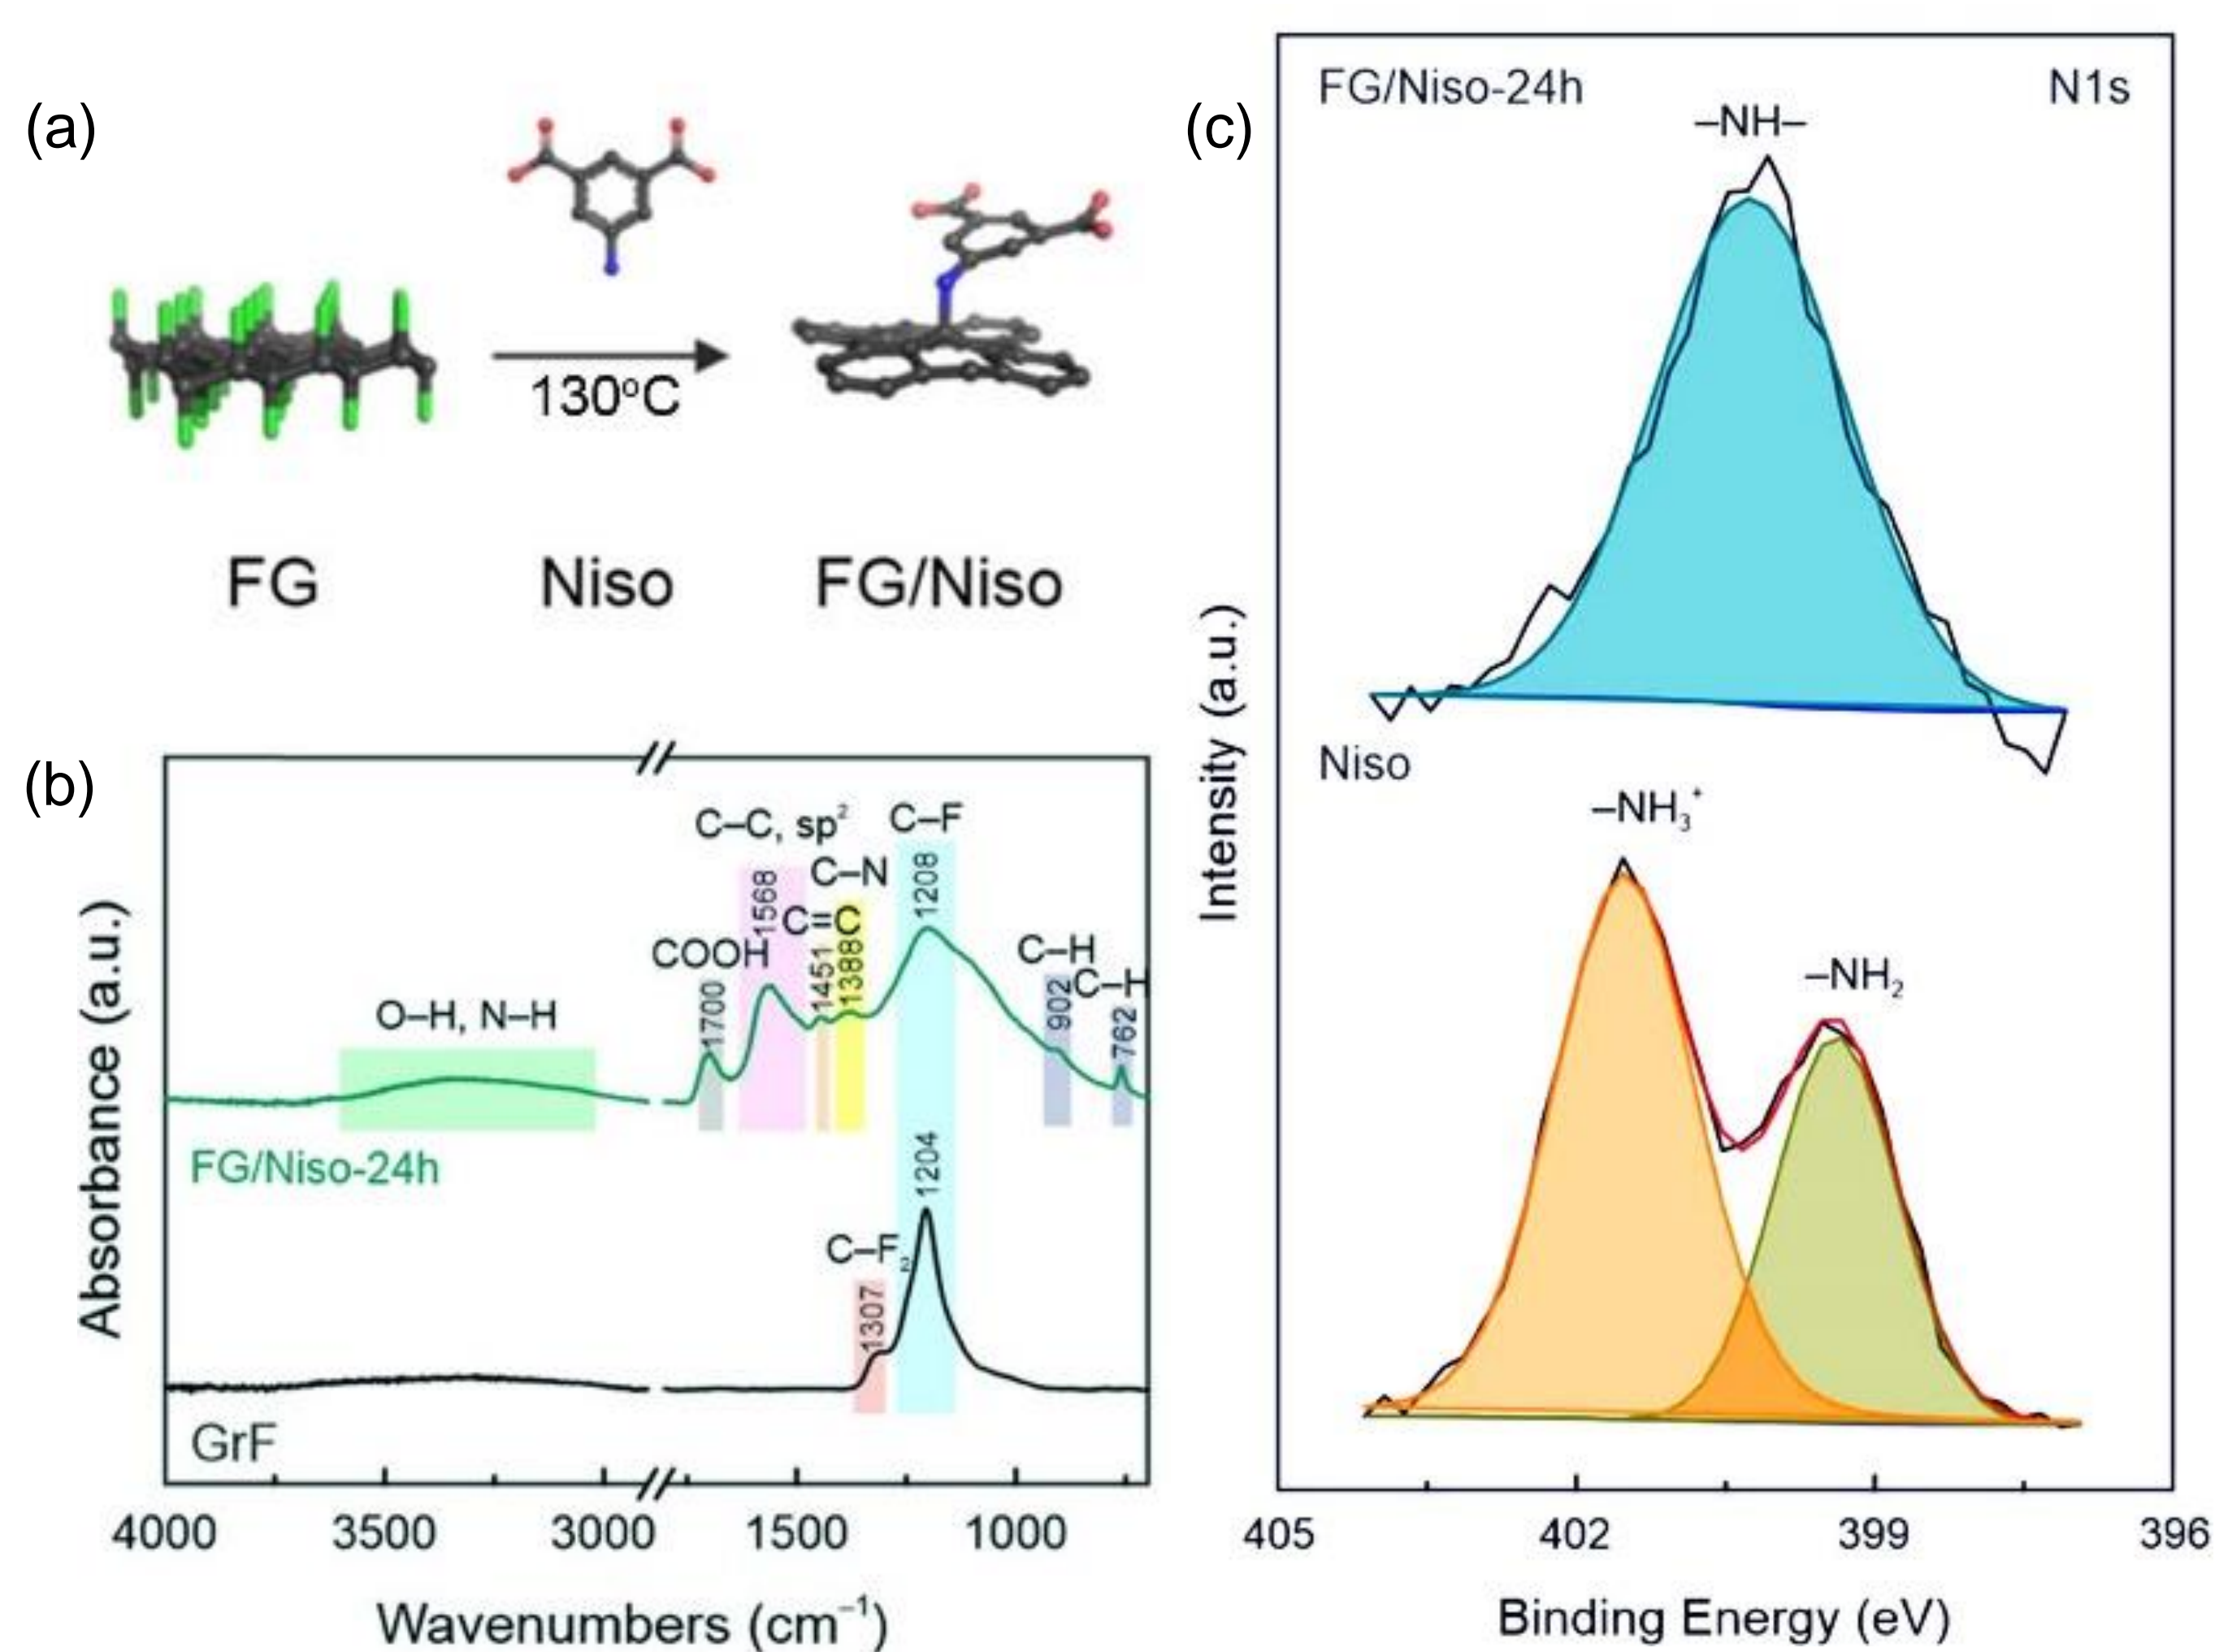 (a)
130°C
FG
Niso
FG/Niso
(b)
C–C, sp²
C–F
C–N
C=C
COOH
O–H, N–H
C–H
C–H
1700
1568
1451
1388
1208
902
762
FG/Niso-24h
1204
C–F₂
1307
GrF
4000
3500
3000
1500
1000
Absorbance (a.u.)
Wavenumbers (cm⁻¹)
(c)
FG/Niso-24h
N1s
–NH–
Niso
–NH₃⁺
–NH₂
Intensity (a.u.)
405
402
399
396
Binding Energy (eV)